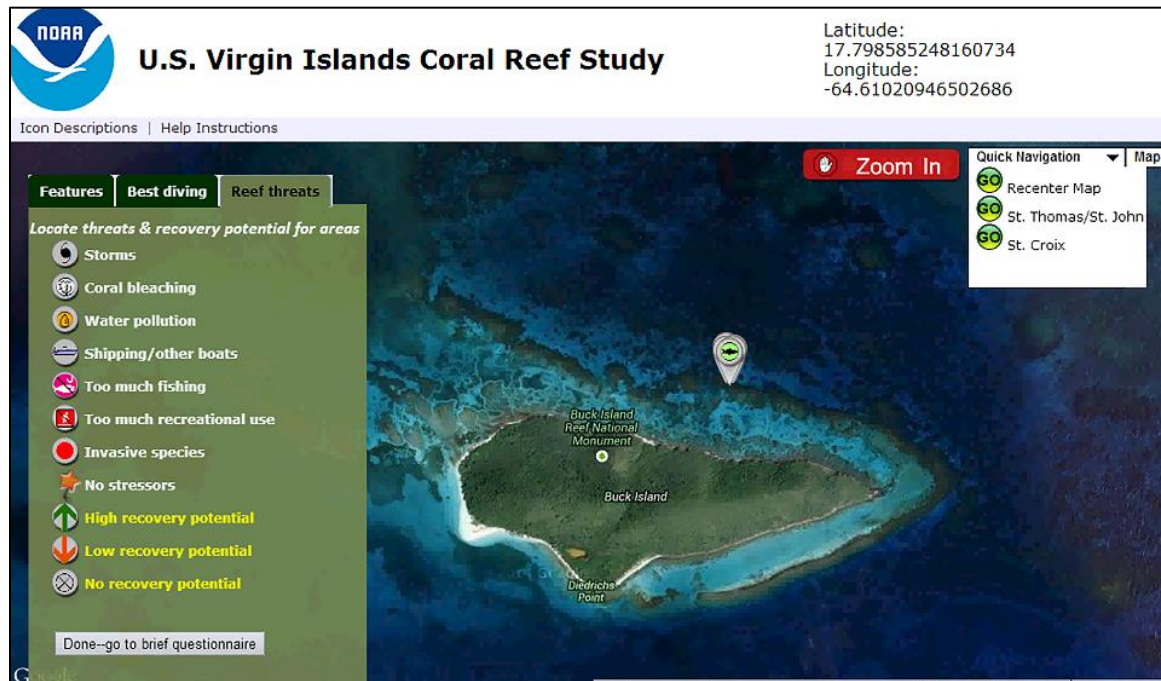 NOAA
U.S. Virgin Islands Coral Reef Study
Latitude:
17.798585248160734
Longitude:
-64.61020946502686
Icon Descriptions | Help Instructions
Zoom In
Quick Navigation
Map
GO Recenter Map
GO St. Thomas/St. John
GO St. Croix
Features
Best diving
Reef threats
Locate threats & recovery potential for areas
Storms
Coral bleaching
Water pollution
Shipping/other boats
Too much fishing
Too much recreational use
Invasive species
No stressors
High recovery potential
Low recovery potential
No recovery potential
Done--go to brief questionnaire
Buck Island
Reef National
Monument
Buck Island
Diedrichs
Point
Google